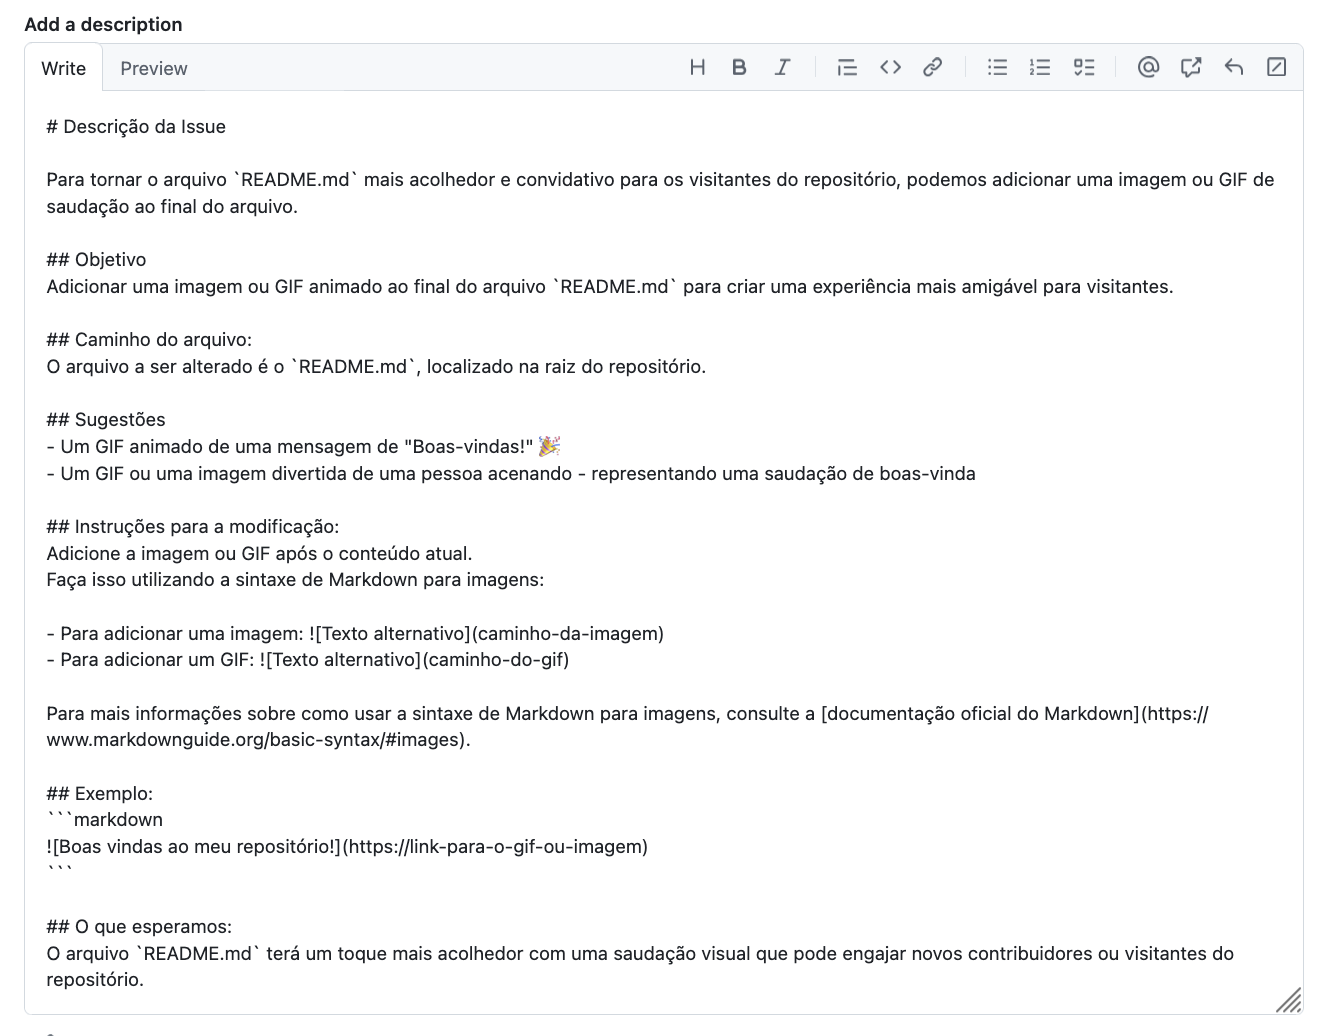 Add a description
Write Preview
# Descrição da Issue
Para tornar o arquivo `README.md` mais acolhedor e convidativo para os visitantes do repositório, podemos adicionar uma imagem ou GIF de
saudação ao final do arquivo.
## Objetivo
Adicionar uma imagem ou GIF animado ao final do arquivo `README.md` para criar uma experiência mais amigável para visitantes.
## Caminho do arquivo:
O arquivo a ser alterado é o `README.md`, localizado na raiz do repositório.
## Sugestões
- Um GIF animado de uma mensagem de "Boas-vindas!" 🎉
- Um GIF ou uma imagem divertida de uma pessoa acenando - representando uma saudação de boas-vinda
## Instruções para a modificação:
Adicione a imagem ou GIF após o conteúdo atual.
Faça isso utilizando a sintaxe de Markdown para imagens:
- Para adicionar uma imagem: ![Texto alternativo](caminho-da-imagem)
- Para adicionar um GIF: ![Texto alternativo](caminho-do-gif)
Para mais informações sobre como usar a sintaxe de Markdown para imagens, consulte a [documentação oficial do Markdown](https://
www.markdownguide.org/basic-syntax/#images).
## Exemplo:
```markdown
![Boas vindas ao meu repositório!](https://link-para-o-gif-ou-imagem)
```
## O que esperamos:
O arquivo `README.md` terá um toque mais acolhedor com uma saudação visual que pode engajar novos contribuidores ou visitantes do
repositório.